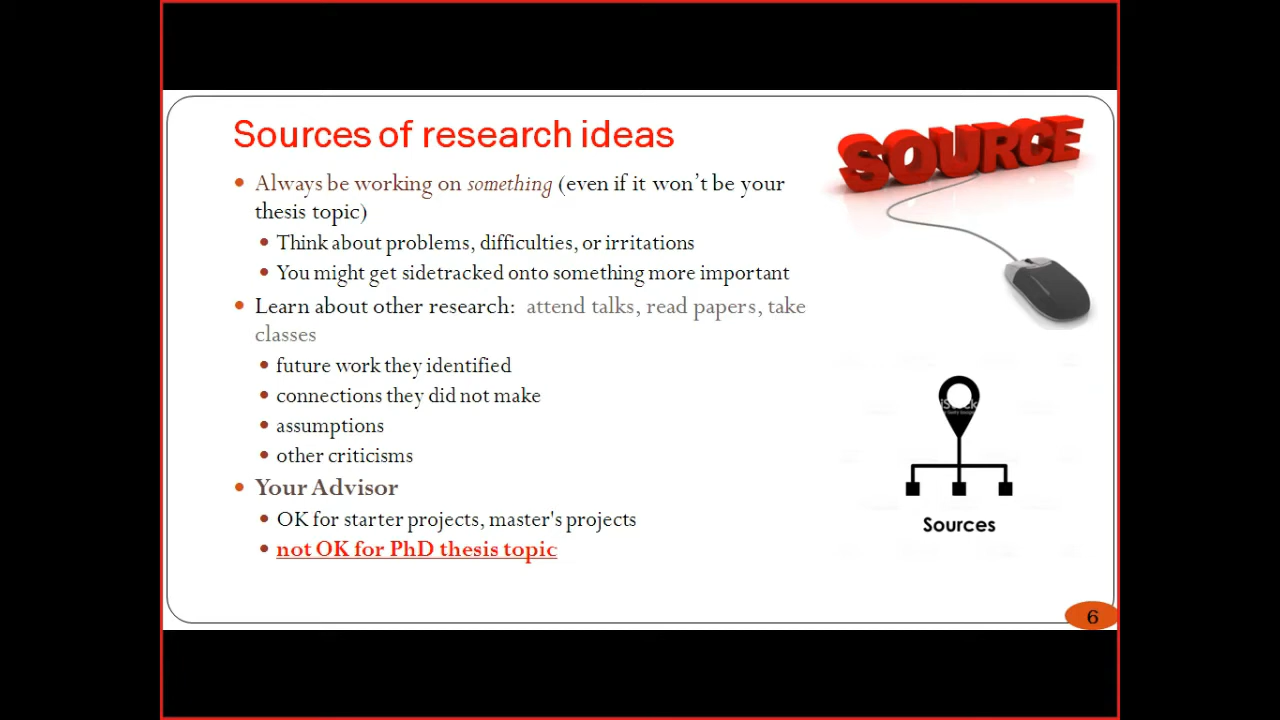 Sources of research ideas
SOURCE
• Always be working on something (even if it won't be your
thesis topic)
• Think about problems, difficulties, or irritations
• You might get sidetracked onto something more important
• Learn about other research: attend talks, read papers, take
classes
• future work they identified
• connections they did not make
• assumptions
• other criticisms
• Your Advisor
• OK for starter projects, master's projects
• not OK for PhD thesis topic
iStock
Sources
6